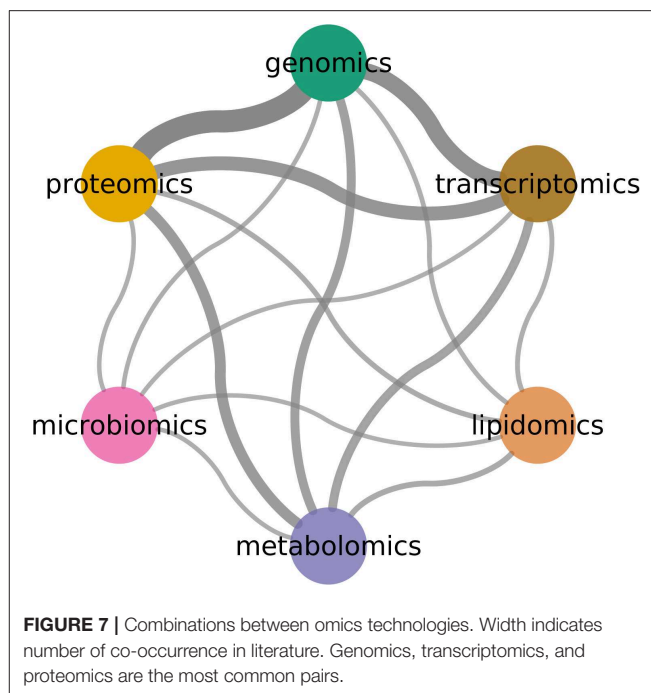 genomics
proteomics
transcriptomics
microbiomics
lipidomics
metabolomics
FIGURE 7 | Combinations between omics technologies. Width indicates
number of co-occurrence in literature. Genomics, transcriptomics, and
proteomics are the most common pairs.